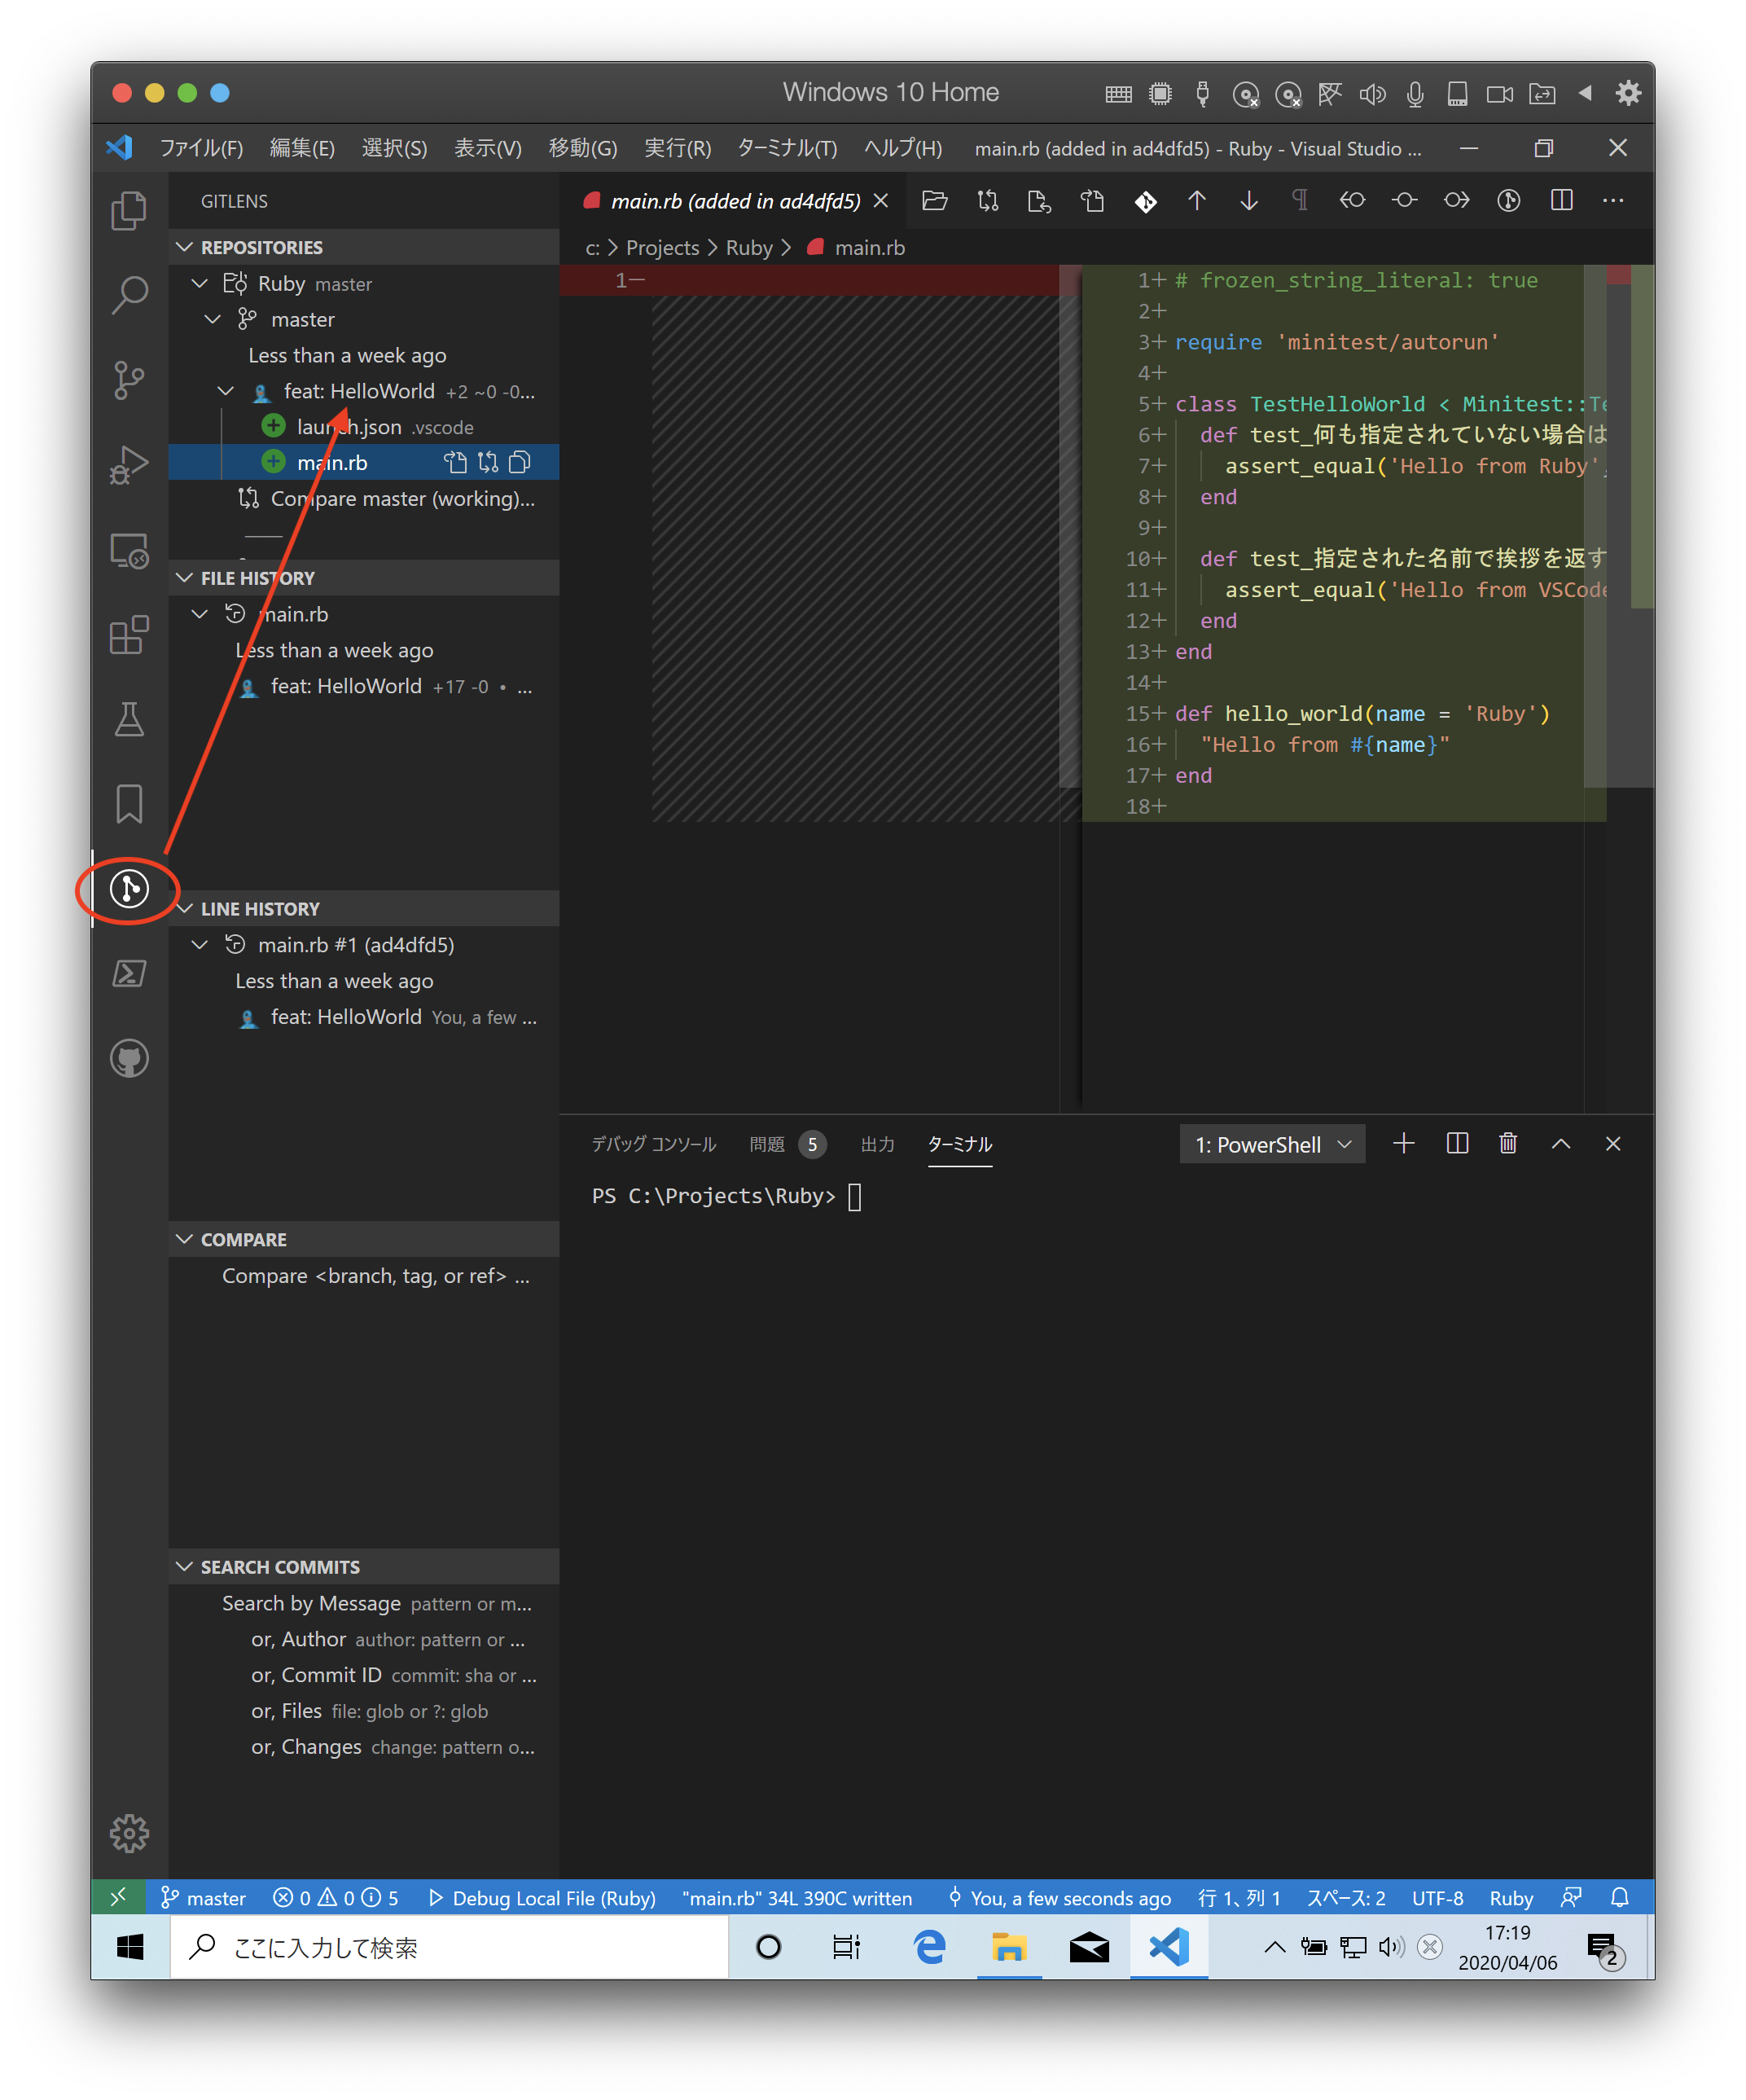 Windows 10 Home
ファイル(F) 編集(E) 選択(S) 表示(V) 移動(G) 実行(R) ターミナル(T) ヘルプ(H) main.rb (added in ad4dfd5) - Ruby - Visual Studio ...
GITLENS
REPOSITORIES
Ruby master
master
Less than a week ago
feat: HelloWorld +2 ~0 -0...
launch.json .vscode
main.rb
Compare master (working)...
FILE HISTORY
main.rb
Less than a week ago
feat: HelloWorld +17 -0 • ...
LINE HISTORY
main.rb #1 (ad4dfd5)
Less than a week ago
feat: HelloWorld You, a few ...
COMPARE
Compare <branch, tag, or ref> ...
SEARCH COMMITS
Search by Message pattern or m...
or, Author author: pattern or ...
or, Commit ID commit: sha or ...
or, Files file: glob or ?: glob
or, Changes change: pattern o...
main.rb (added in ad4dfd5)
c: > Projects > Ruby > main.rb
1−
1+ # frozen_string_literal: true
2+
3+ require 'minitest/autorun'
4+
5+ class TestHelloWorld < Minitest::Te
6+ def test_何も指定されていない場合は
7+ assert_equal('Hello from Ruby',
8+ end
9+
10+ def test_指定された名前で挨拶を返す
11+ assert_equal('Hello from VSCode
12+ end
13+ end
14+
15+ def hello_world(name = 'Ruby')
16+ "Hello from #{name}"
17+ end
18+
デバッグ コンソール 問題 5 出力 ターミナル 1: PowerShell
PS C:\Projects\Ruby>
master 0 0 5 Debug Local File (Ruby) "main.rb" 34L 390C written You, a few seconds ago 行 1、列 1 スペース: 2 UTF-8 Ruby
ここに入力して検索
17:19
2020/04/06
2